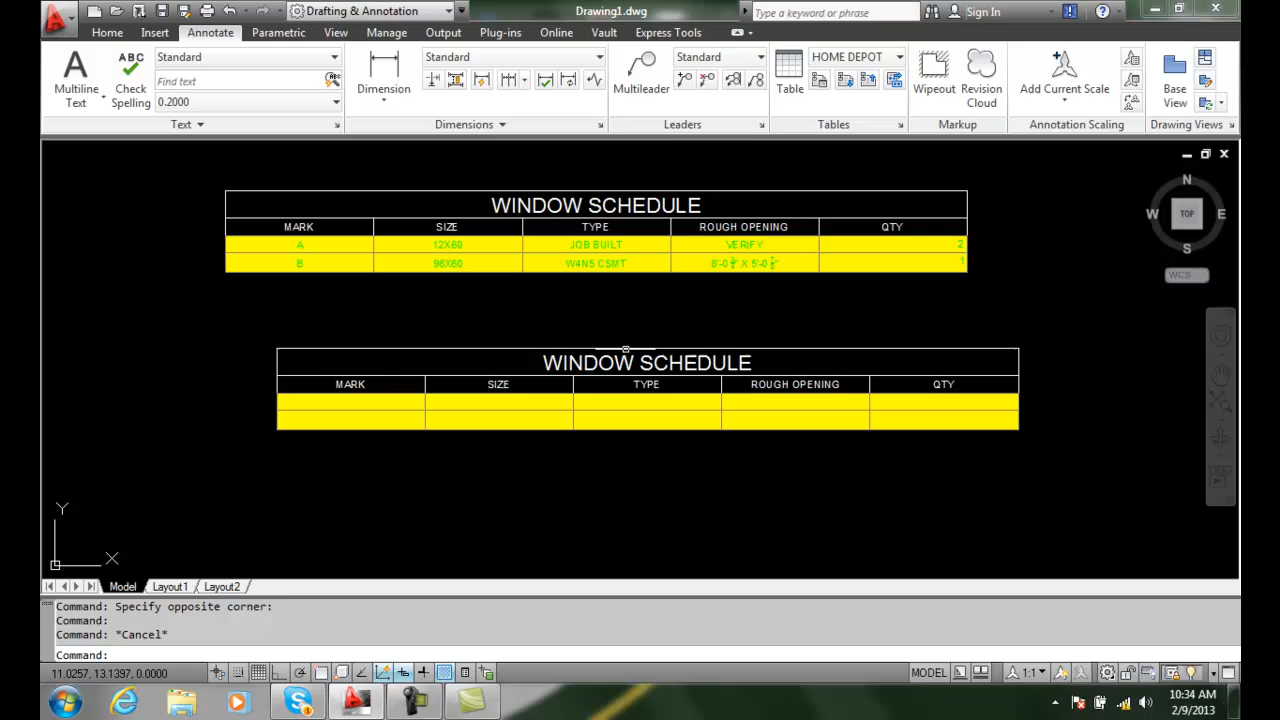 Drafting & Annotation
Drawing1.dwg
Type a keyword or phrase
Sign In
Home Insert Annotate Parametric View Manage Output Plug-ins Online Vault Express Tools
Multiline Text
ABC
Check Spelling
Standard
Find text
0.2000
Text
Dimension
Standard
Dimensions
Multileader
Standard
Leaders
Table
HOME DEPOT
Tables
Wipeout
Revision Cloud
Markup
Add Current Scale
Annotation Scaling
Base View
Drawing Views
N
W TOP E
S
WCS
WINDOW SCHEDULE
MARK SIZE TYPE ROUGH OPENING QTY
A 12X60 JOB BUILT VERIFY 2
B 96X60 W4N5 CSMT 1
WINDOW SCHEDULE
MARK SIZE TYPE ROUGH OPENING QTY
Y
X
Model Layout1 Layout2
Command: Specify opposite corner:
Command:
Command: *Cancel*
Command:
11.0257, 13.1397, 0.0000
MODEL
1:1
10:34 AM
2/9/2013